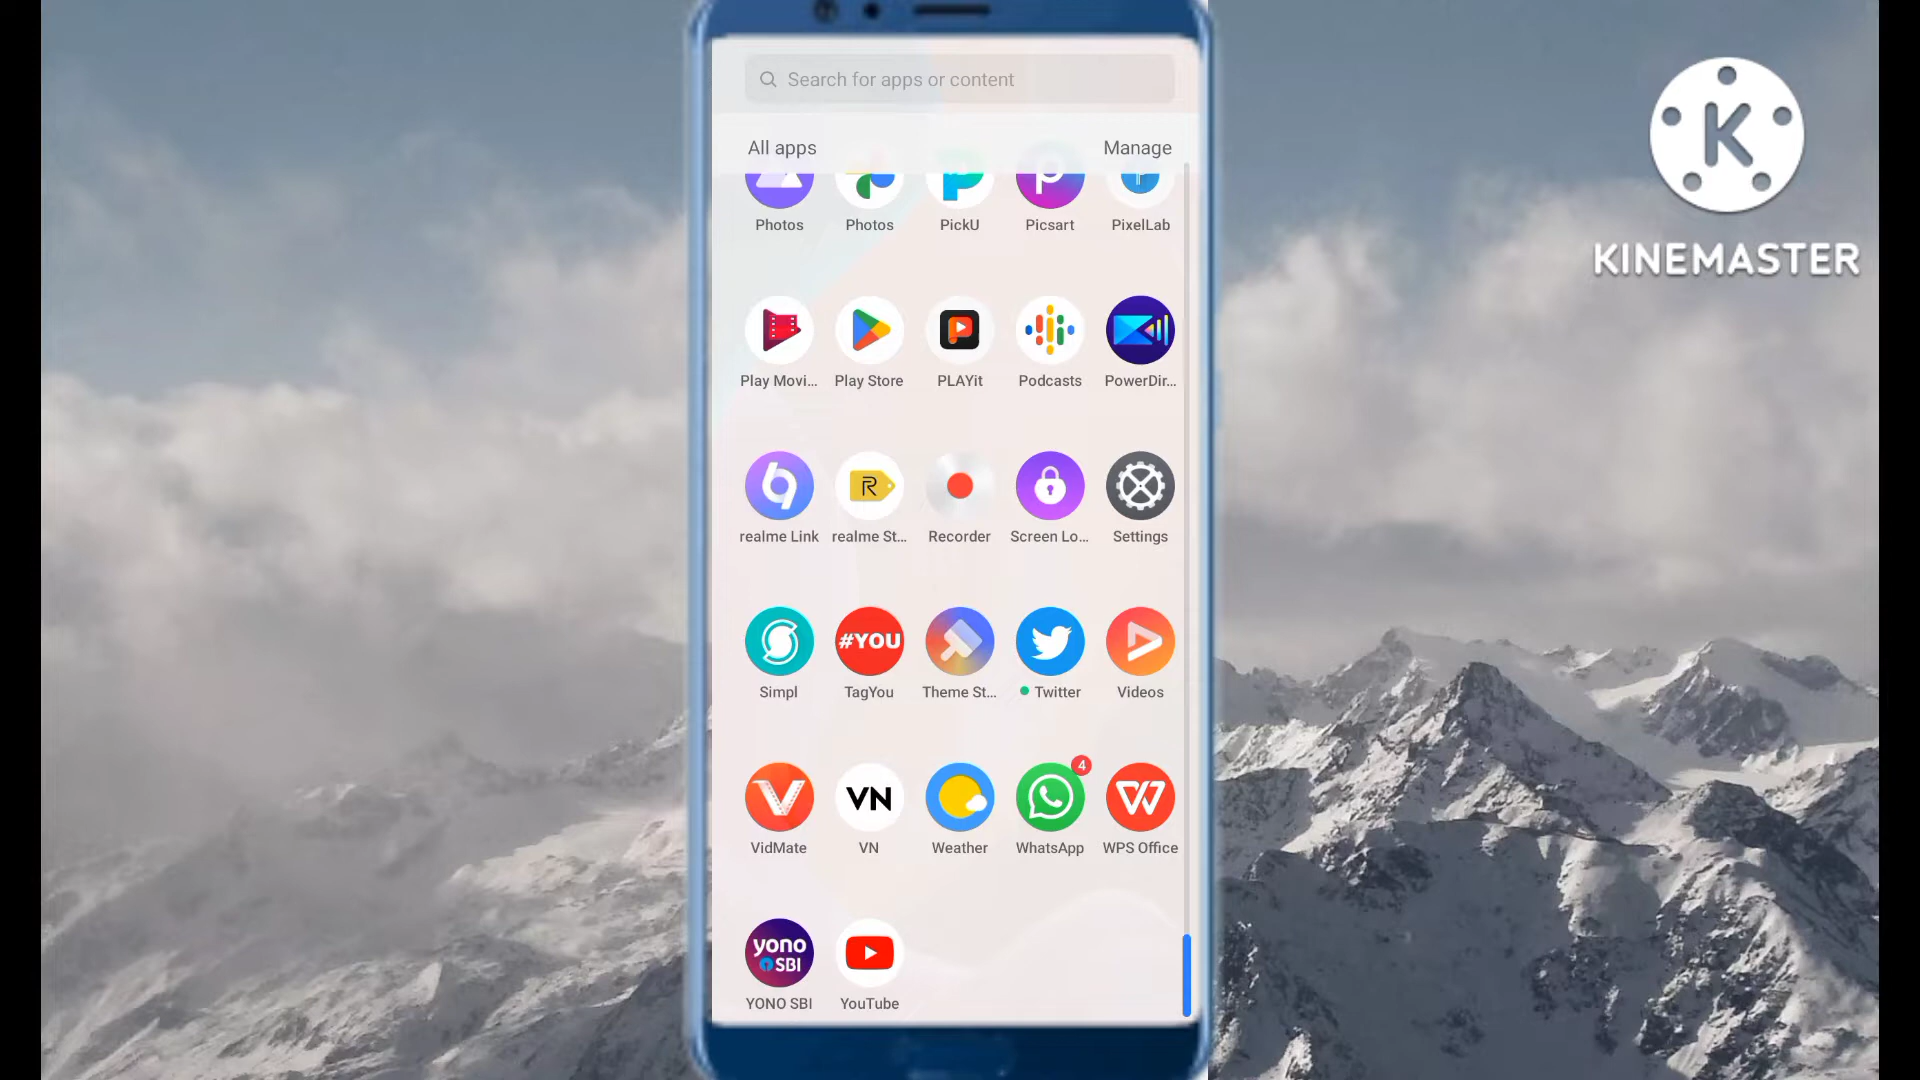 Search for apps or content
All apps
Manage
Photos
Photos
PickU
Picsart
PixelLab
Play Movi...
Play Store
PLAYit
Podcasts
PowerDir...
realme Link
realme St...
Recorder
Screen Lo...
Settings
#YOU
Simpl
TagYou
Theme St...
Twitter
Videos
VN
4
VidMate
VN
Weather
WhatsApp
WPS Office
yono
SBI
YONO SBI
YouTube
K
KINEMASTER